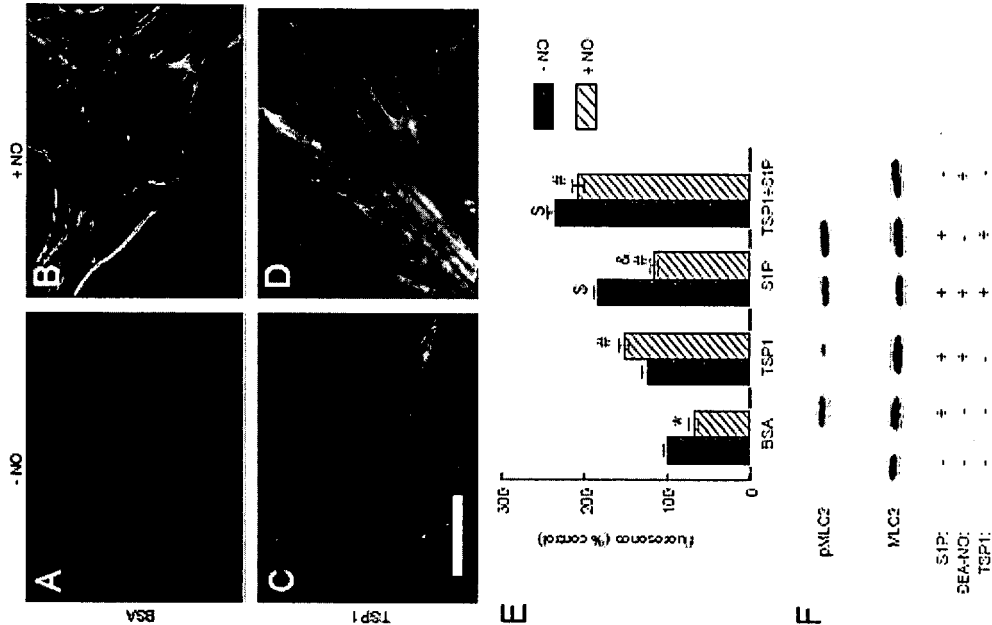 - NO
+ NO
A
B
BSA
C
D
TSP1
E
- NO
+ NO
300
200
100
0
(% control)
*
#
$
#&
$
#
BSA
TSP1
S1P
TSP1+S1P
F
pMLC2
MLC2
S1P: - + + + + -
DEA-NO: - - + + - +
TSP1: - - - + + -